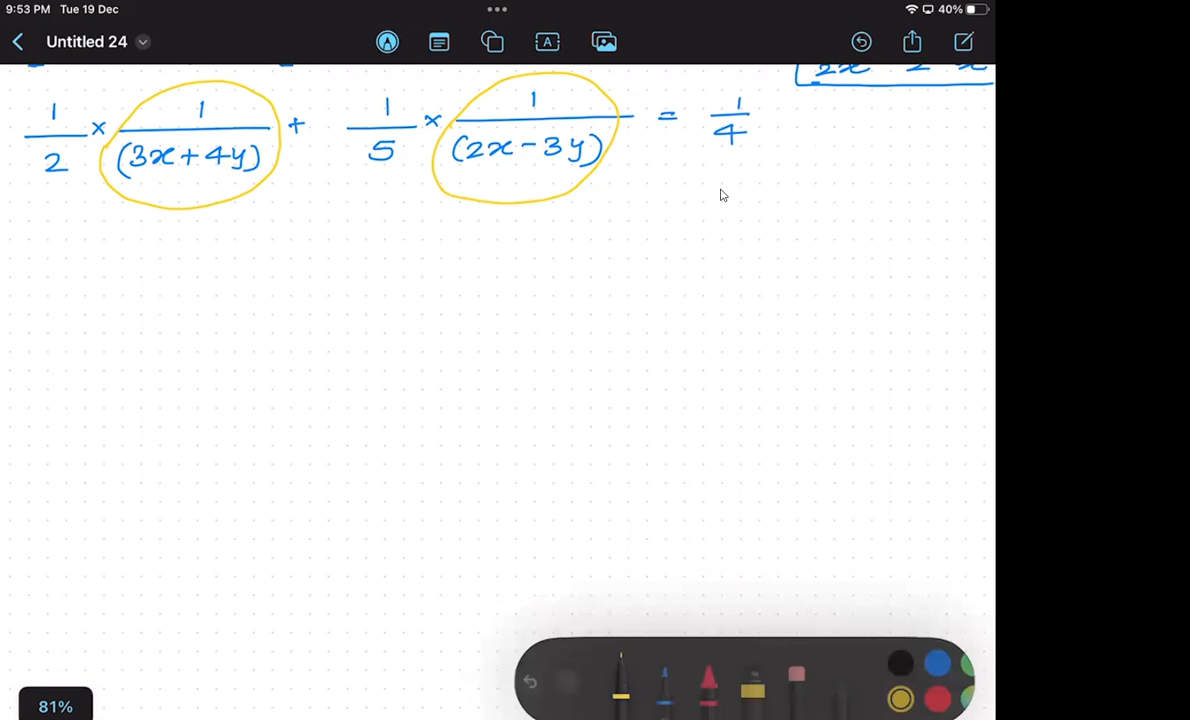 9:53 PM Tue 19 Dec
40%
Untitled 24
A
1/2 × 1/(3x+4y) + 1/5 × 1/(2x-3y) = 1/4
81%